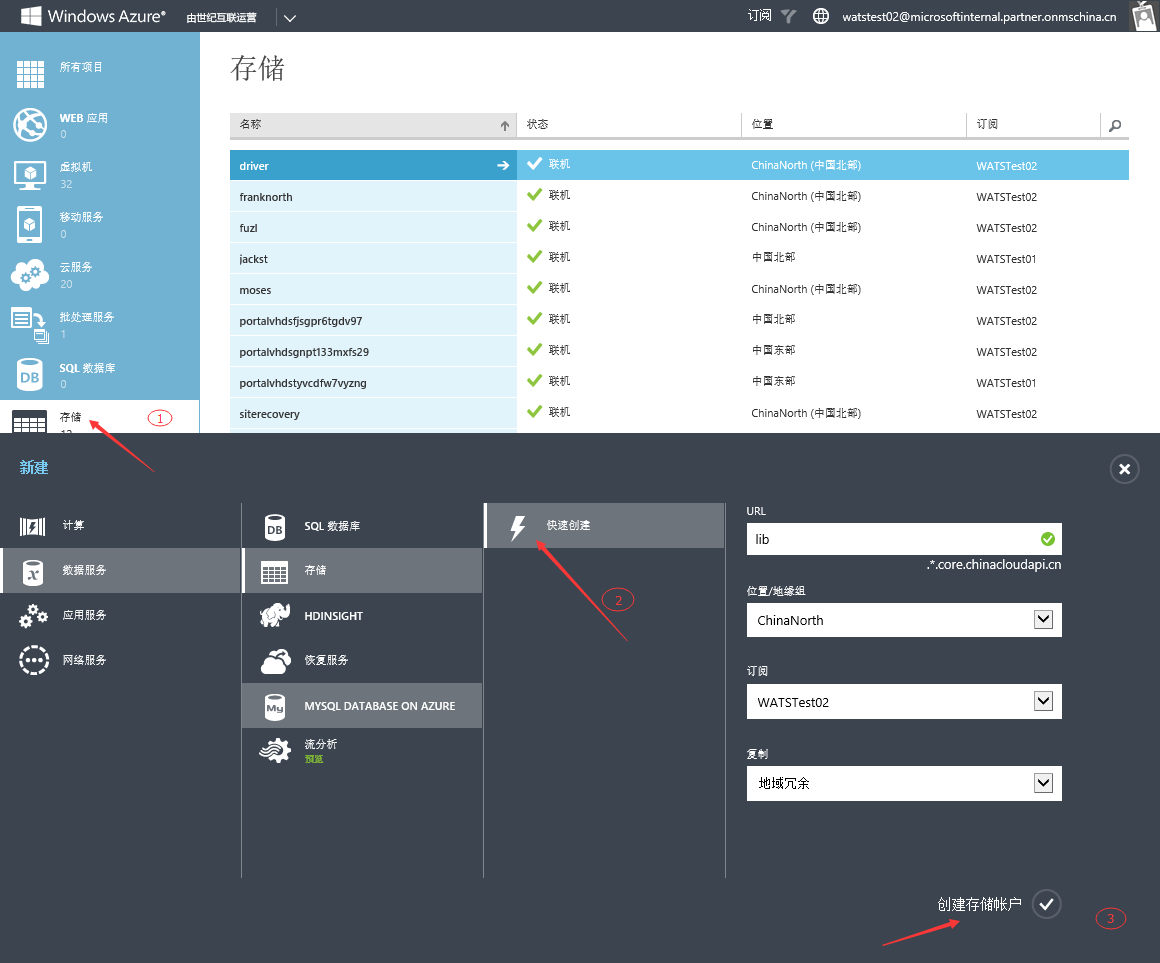 Windows Azure® 由世纪互联运营 订阅 watstest02@microsoftinternal.partner.onmschina.cn
所有项目
WEB 应用
0
虚拟机
32
移动服务
0
云服务
20
批处理服务
1
SQL 数据库
0
存储
1
存储
名称 状态 位置 订阅
driver 联机 ChinaNorth (中国北部) WATSTest02
franknorth 联机 ChinaNorth (中国北部) WATSTest02
fuzl 联机 ChinaNorth (中国北部) WATSTest02
jackst 联机 中国北部 WATSTest01
moses 联机 ChinaNorth (中国北部) WATSTest02
portalvhdsfjsgpr6tgdv97 联机 中国北部 WATSTest02
portalvhdsgnpt133mxfs29 联机 中国东部 WATSTest02
portalvhdstyvcdfw7vyzng 联机 中国东部 WATSTest01
siterecovery 联机 ChinaNorth (中国北部) WATSTest02
新建
计算
数据服务
应用服务
网络服务
DB SQL 数据库
存储
HDINSIGHT
恢复服务
My MYSQL DATABASE ON AZURE
流分析
预览
快速创建
2
URL
lib
.*.core.chinacloudapi.cn
位置/地缘组
ChinaNorth
订阅
WATSTest02
复制
地域冗余
创建存储帐户
3